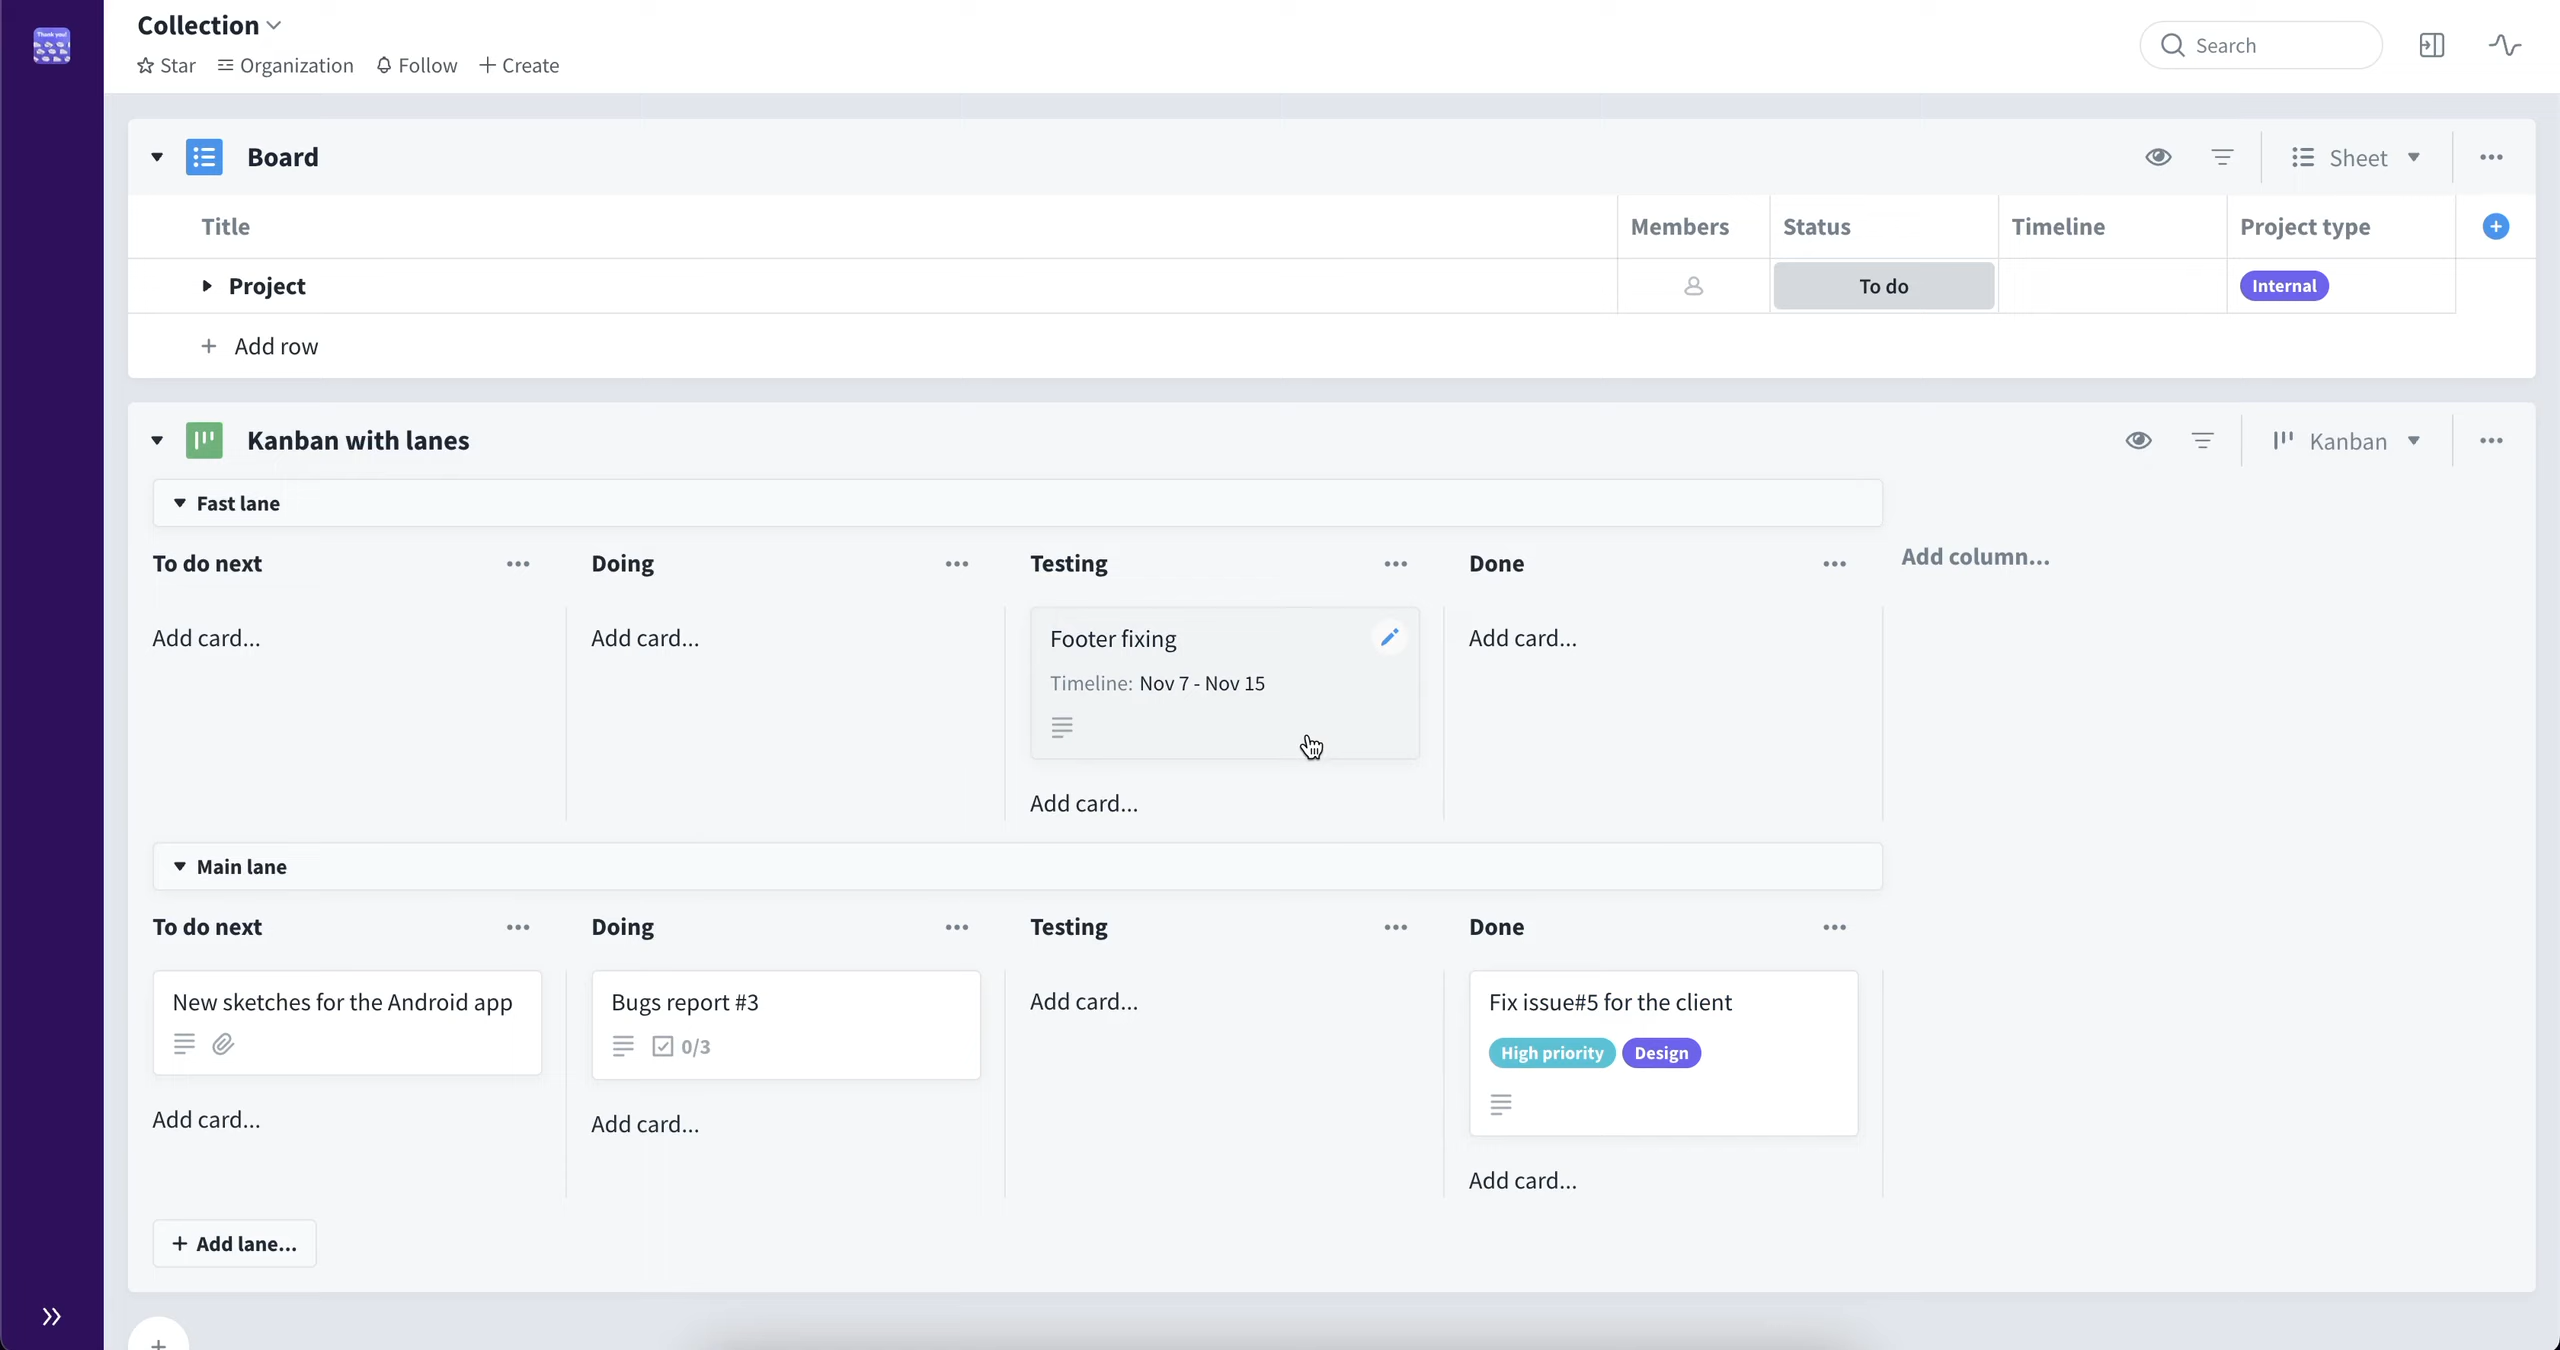 Thank you!
Collection
Star Organization Follow Create
Search
Board
Sheet
Title Members Status Timeline Project type
Project To do Internal
+ Add row
Kanban with lanes
Kanban
Fast lane
To do next Doing Testing Done Add column...
Add card... Add card... Footer fixing Add card...
Timeline: Nov 7 - Nov 15
Add card...
Main lane
To do next Doing Testing Done
New sketches for the Android app Bugs report #3 Add card... Fix issue#5 for the client
0/3 High priority Design
Add card... Add card...
Add card...
+ Add lane...